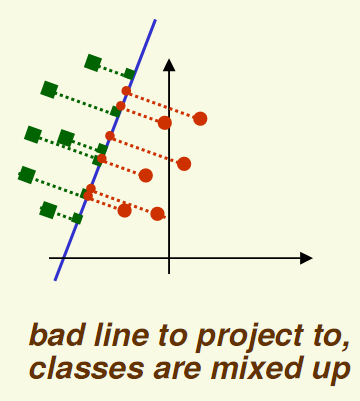 bad line to project to,
classes are mixed up